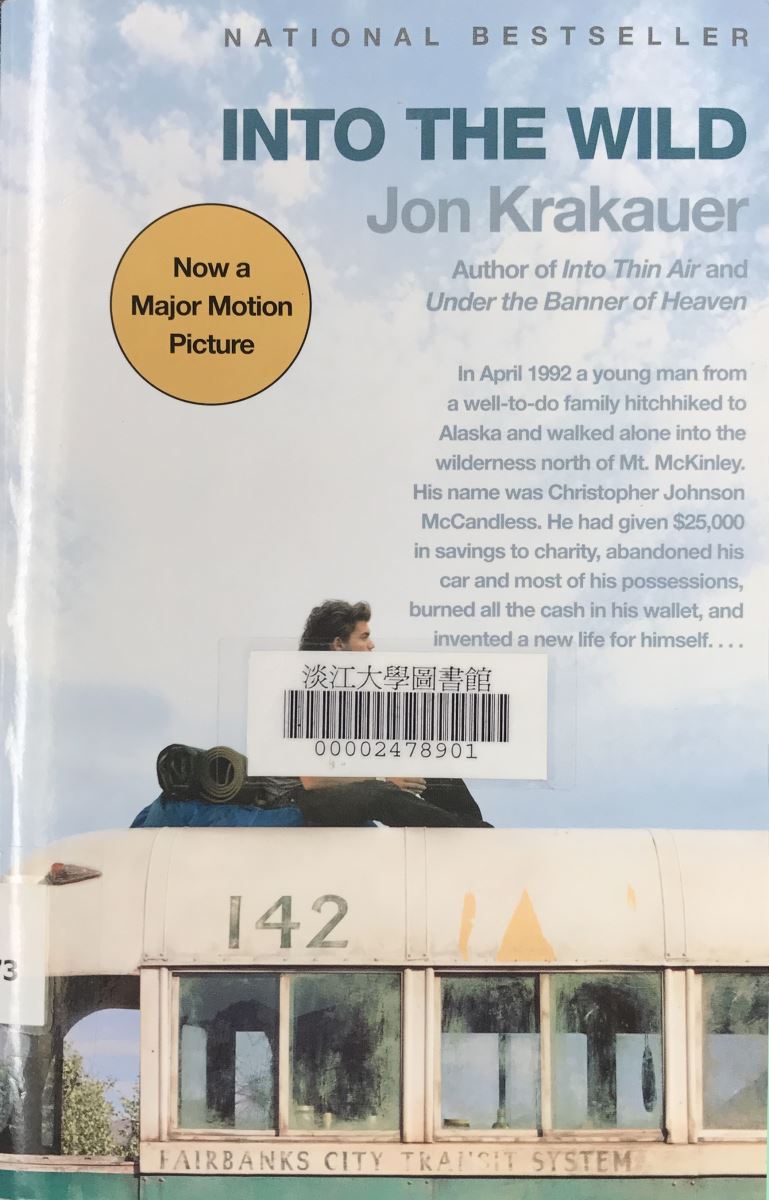 NATIONAL BESTSELLER
INTO THE WILD
Jon Krakauer
Author of Into Thin Air and
Under the Banner of Heaven
Now a
Major Motion
Picture
In April 1992 a young man from
a well-to-do family hitchhiked to
Alaska and walked alone into the
wilderness north of Mt. McKinley.
His name was Christopher Johnson
McCandless. He had given $25,000
in savings to charity, abandoned his
car and most of his possessions,
burned all the cash in his wallet, and
invented a new life for himself. . . .
淡江大學圖書館
00002478901
142
FAIRBANKS CITY TRANSIT SYSTEM